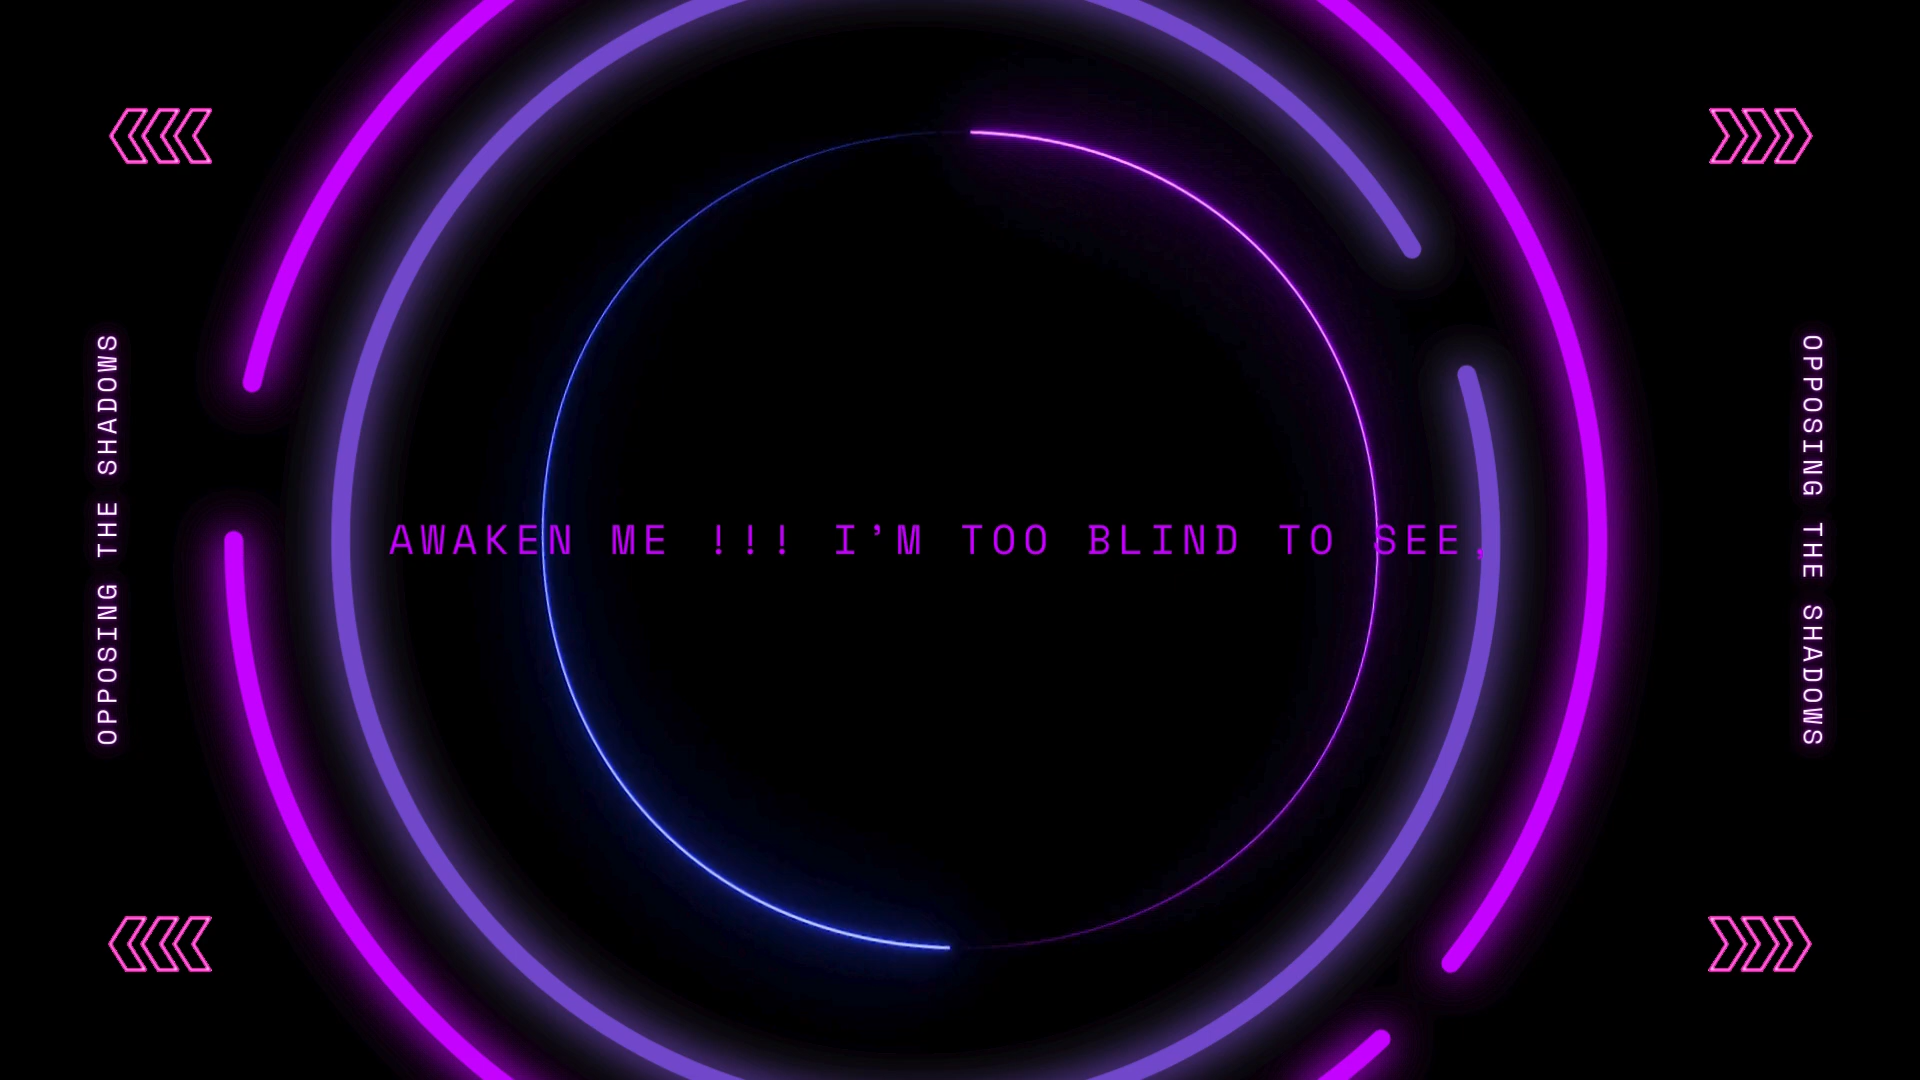 OPPOSING THE SHADOWS
AWAKEN ME !!! I’M TOO BLIND TO SEE,
OPPOSING THE SHADOWS